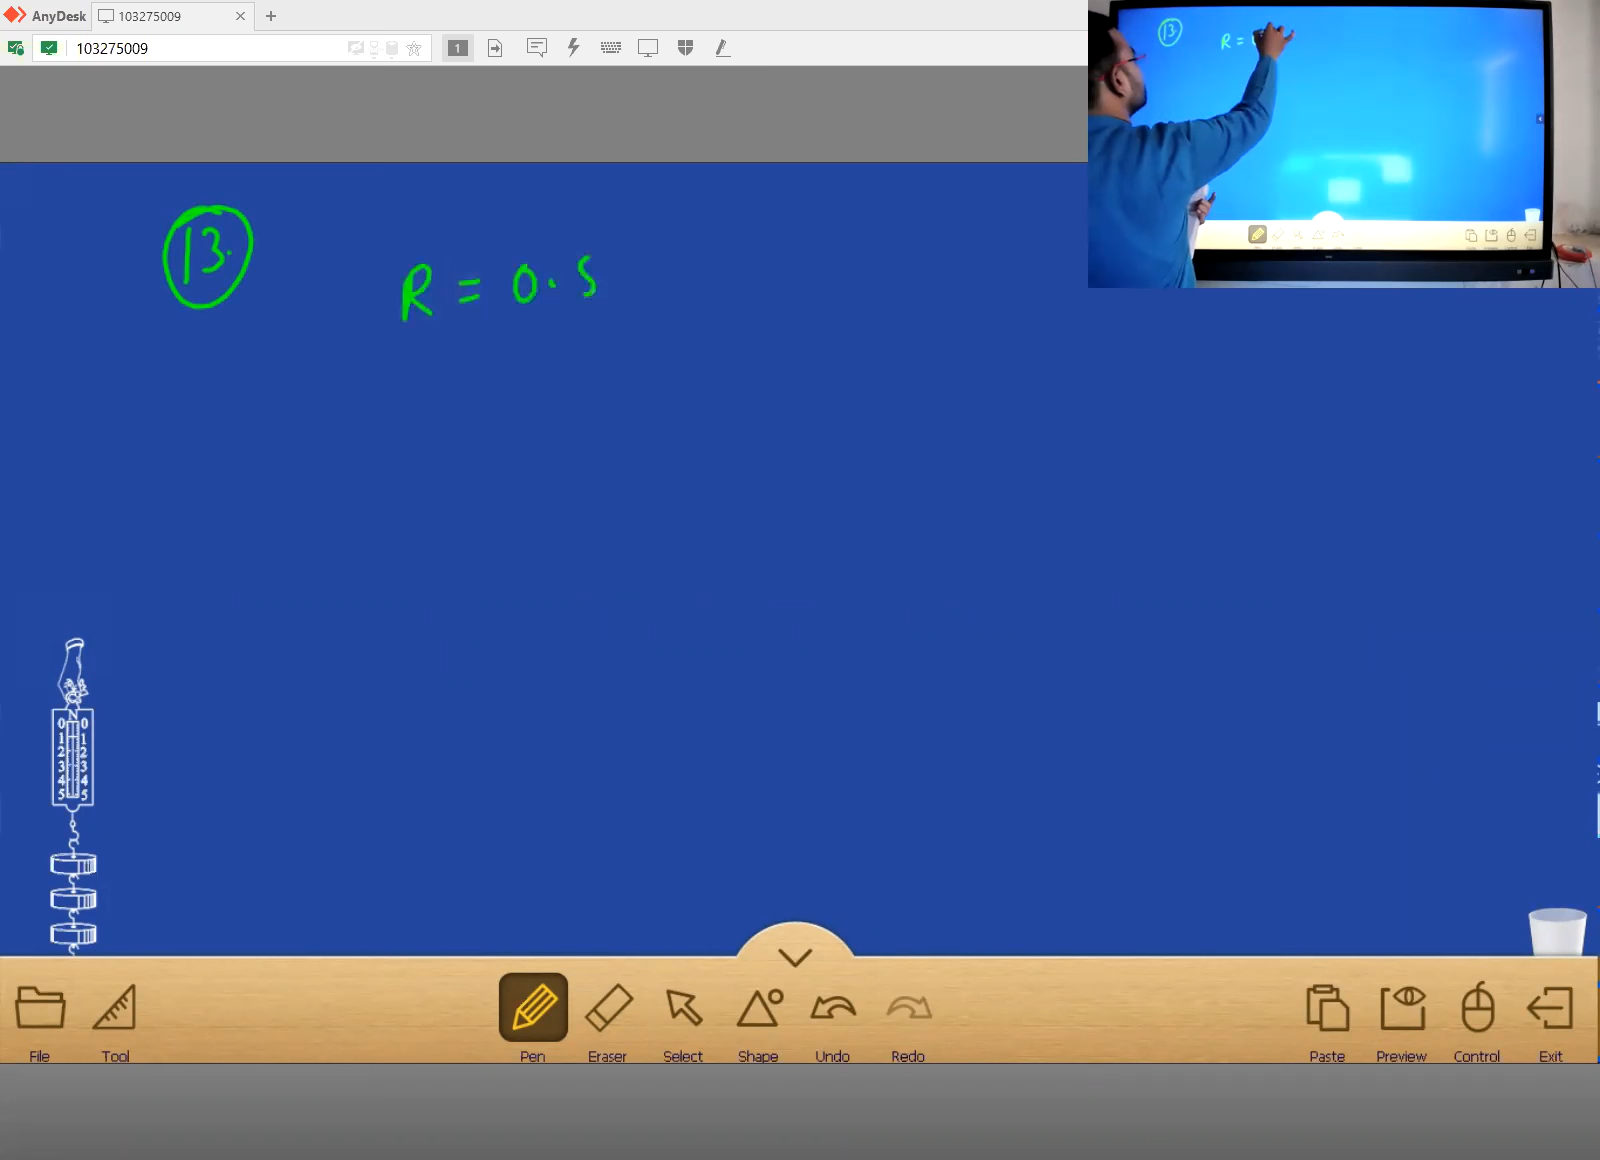 AnyDesk 103275009
103275009 1
13.
R = 0.5
13
R =
N
0 0
1 1
2 2
3 3
4 4
5 5
File Tool Pen Eraser Select Shape Undo Redo Paste Preview Control Exit